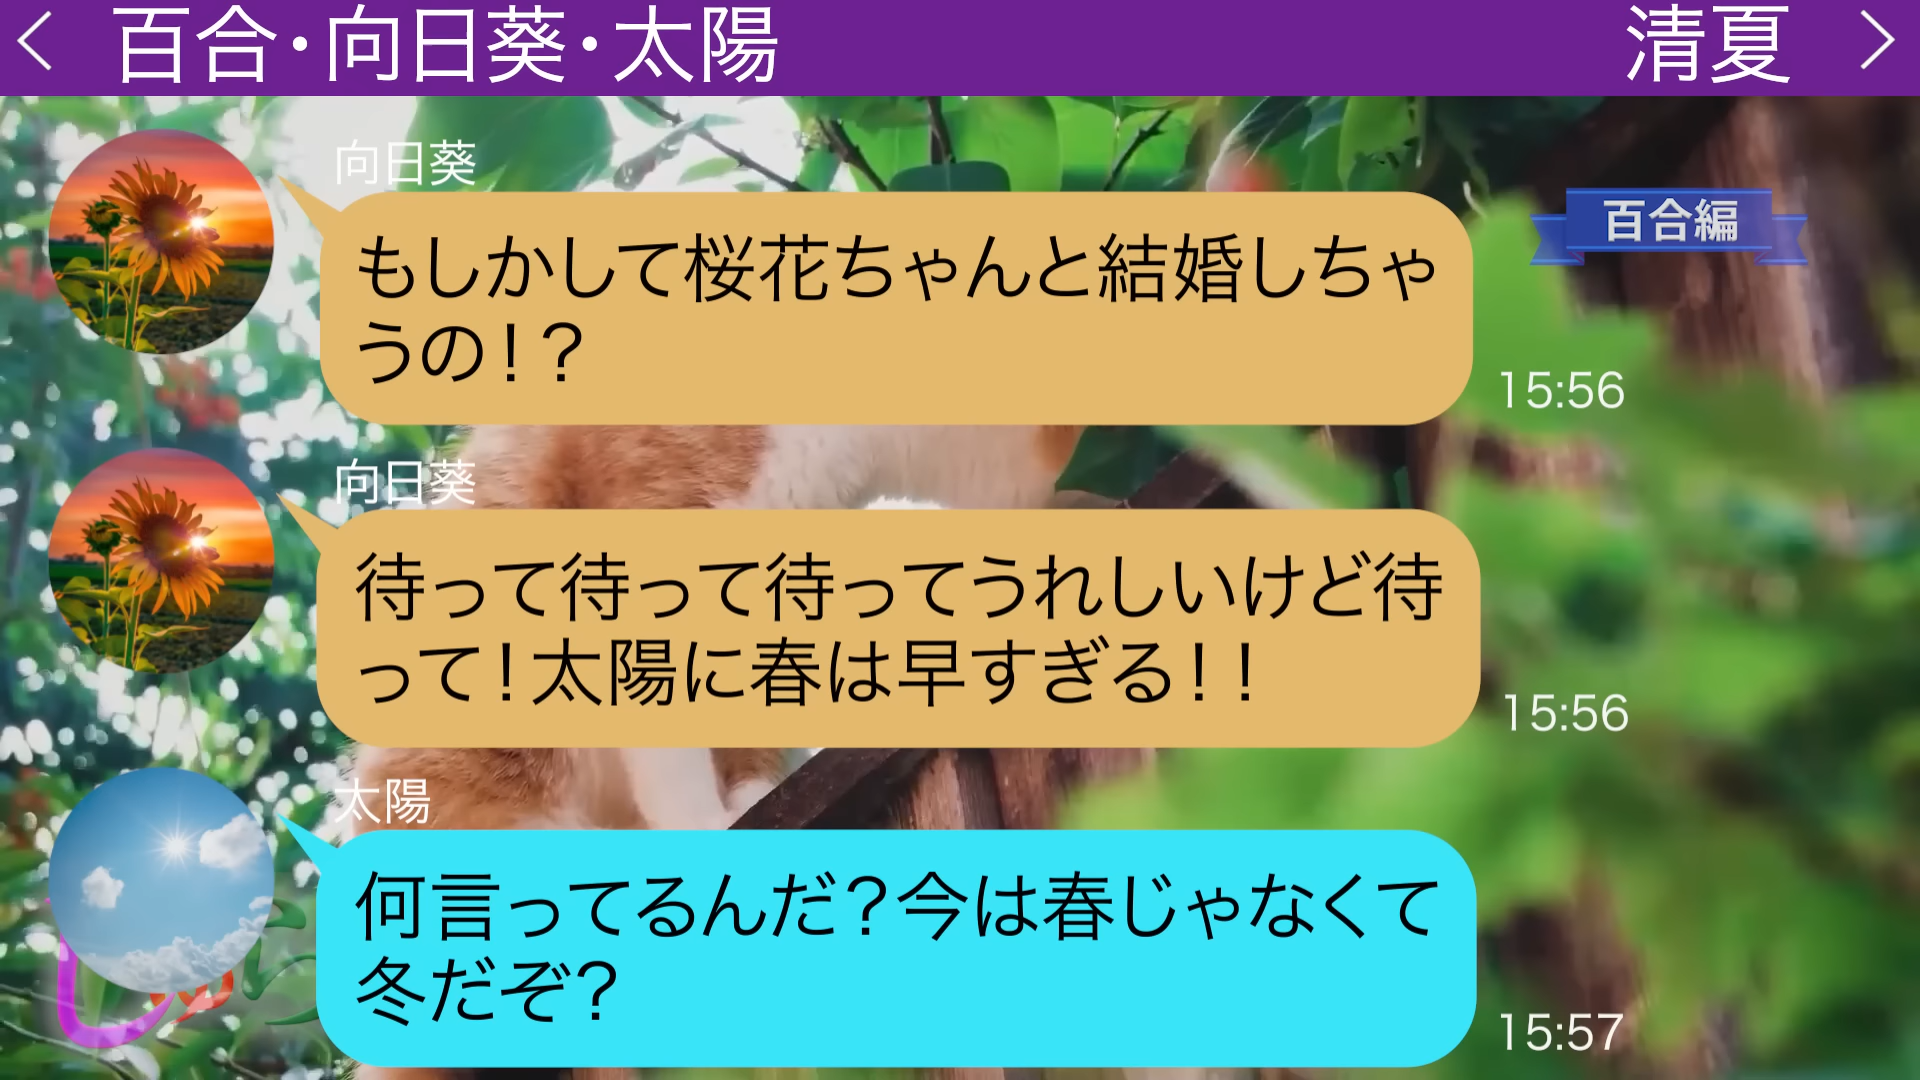 百合・向日葵・太陽
清夏
向日葵
百合編
もしかして桜花ちゃんと結婚しちゃ
うの！？
15:56
向日葵
待って待って待ってうれしいけど待
って！太陽に春は早すぎる！！
15:56
太陽
何言ってるんだ？今は春じゃなくて
冬だぞ？
15:57